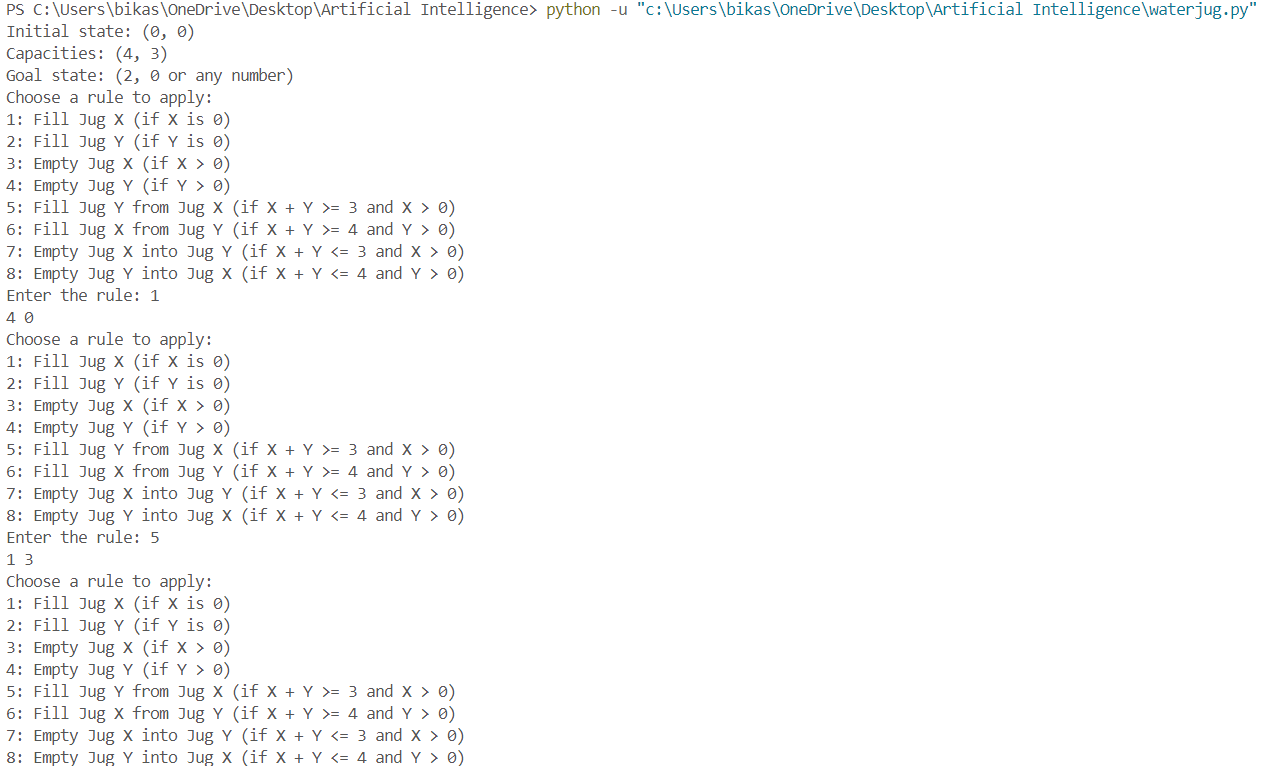 PS C:\Users\bikas\OneDrive\Desktop\Artificial Intelligence> python -u "c:\Users\bikas\OneDrive\Desktop\Artificial Intelligence\waterjug.py"
Initial state: (0, 0)
Capacities: (4, 3)
Goal state: (2, 0 or any number)
Choose a rule to apply:
1: Fill Jug X (if X is 0)
2: Fill Jug Y (if Y is 0)
3: Empty Jug X (if X > 0)
4: Empty Jug Y (if Y > 0)
5: Fill Jug Y from Jug X (if X + Y >= 3 and X > 0)
6: Fill Jug X from Jug Y (if X + Y >= 4 and Y > 0)
7: Empty Jug X into Jug Y (if X + Y <= 3 and X > 0)
8: Empty Jug Y into Jug X (if X + Y <= 4 and Y > 0)
Enter the rule: 1
4 0
Choose a rule to apply:
1: Fill Jug X (if X is 0)
2: Fill Jug Y (if Y is 0)
3: Empty Jug X (if X > 0)
4: Empty Jug Y (if Y > 0)
5: Fill Jug Y from Jug X (if X + Y >= 3 and X > 0)
6: Fill Jug X from Jug Y (if X + Y >= 4 and Y > 0)
7: Empty Jug X into Jug Y (if X + Y <= 3 and X > 0)
8: Empty Jug Y into Jug X (if X + Y <= 4 and Y > 0)
Enter the rule: 5
1 3
Choose a rule to apply:
1: Fill Jug X (if X is 0)
2: Fill Jug Y (if Y is 0)
3: Empty Jug X (if X > 0)
4: Empty Jug Y (if Y > 0)
5: Fill Jug Y from Jug X (if X + Y >= 3 and X > 0)
6: Fill Jug X from Jug Y (if X + Y >= 4 and Y > 0)
7: Empty Jug X into Jug Y (if X + Y <= 3 and X > 0)
8: Empty Jug Y into Jug X (if X + Y <= 4 and Y > 0)